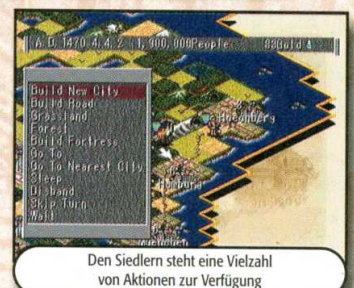 A.D. 1470. 4. 4. 2 1,900,000People 83Gold
Build New City
Build Road
Grassland
Forest
Build Fortress
Go To
Go To Nearest City
Sleep
Disband
Skip Turn
Wait
Hamburg
Den Siedlern steht eine Vielzahl
von Aktionen zur Verfügung